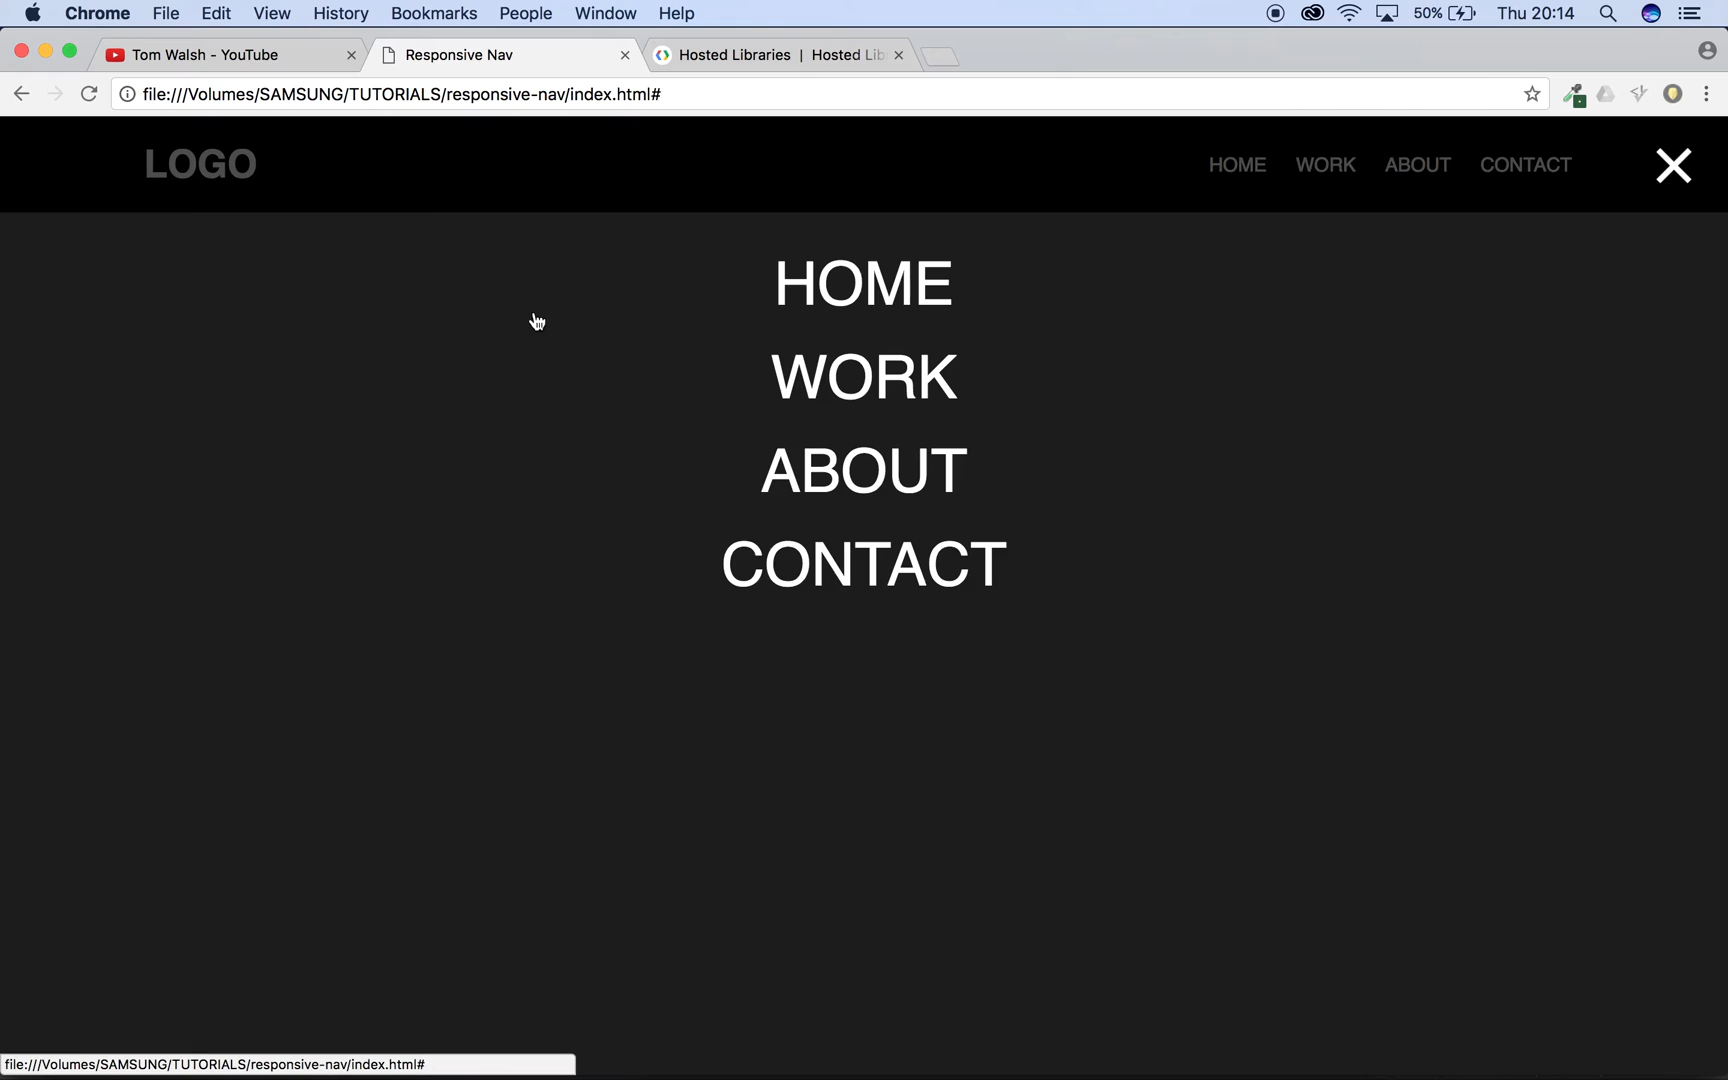 Chrome File Edit View History Bookmarks People Window Help 50% Thu 20:14
Tom Walsh - YouTube Responsive Nav Hosted Libraries | Hosted Lib
file:///Volumes/SAMSUNG/TUTORIALS/responsive-nav/index.html#
LOGO HOME WORK ABOUT CONTACT
HOME
WORK
ABOUT
CONTACT
file:///Volumes/SAMSUNG/TUTORIALS/responsive-nav/index.html#